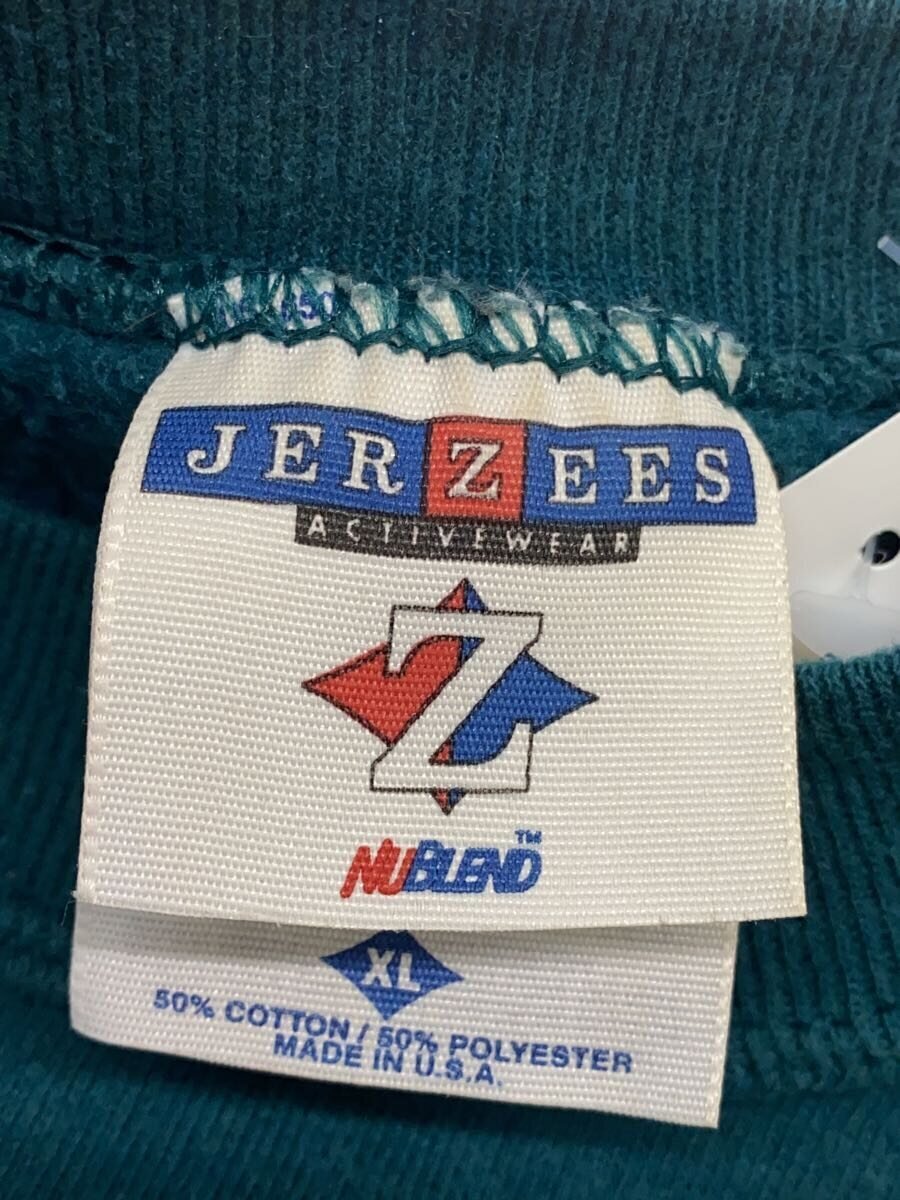 JERZEES
ACTIVEWEAR
Z
NUBLEND™
XL
50% COTTON / 50% POLYESTER
MADE IN U.S.A.